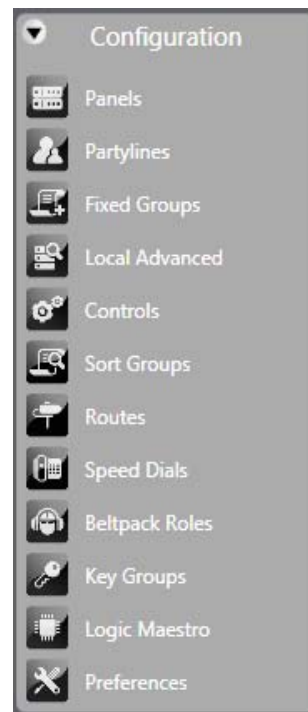 Configuration
Panels
Partylines
Fixed Groups
Local Advanced
Controls
Sort Groups
Routes
Speed Dials
Beltpack Roles
Key Groups
Logic Maestro
Preferences